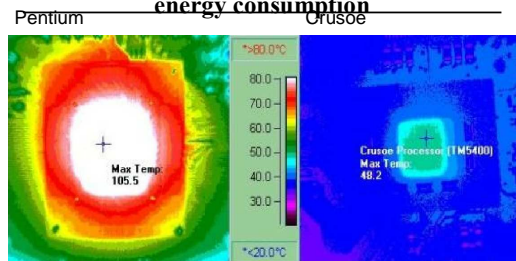 energy consumption
Pentium
Crusoe
*>80.0°C
80.0
70.0
60.0
50.0
40.0
30.0
*<20.0°C
Max Temp:
105.5
Crusoe Processor (TM5400)
Max Temp:
48.2